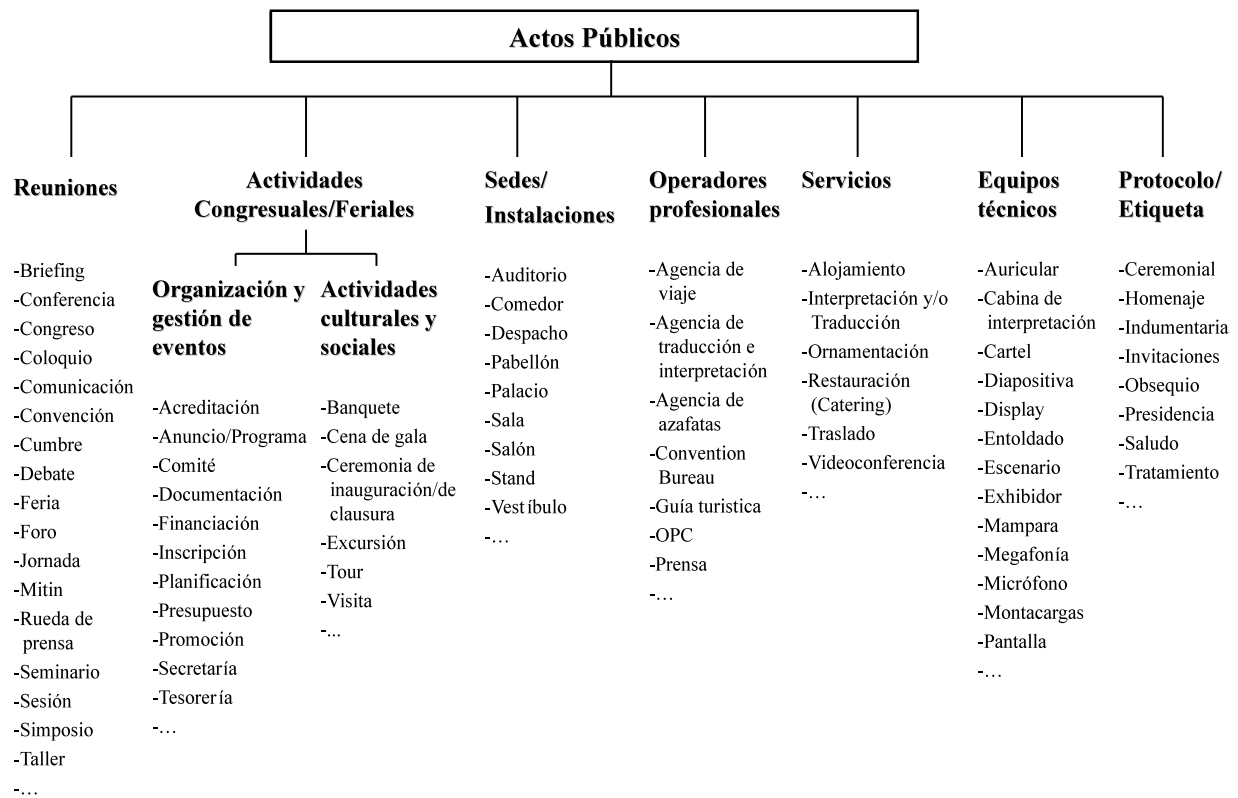 Actos Públicos
Reuniones
-Briefing
-Conferencia
-Congreso
-Coloquio
-Comunicación
-Convención
-Cumbre
-Debate
-Feria
-Foro
-Jornada
-Mitin
-Rueda de
prensa
-Seminario
-Sesión
-Simposio
-Taller
-…
Actividades
Congresuales/Feriales
Organización y
gestión de
eventos
-Acreditación
-Anuncio/Programa
-Comité
-Documentación
-Financiación
-Inscripción
-Planificación
-Presupuesto
-Promoción
-Secretaría
-Tesorería
-…
Actividades
culturales y
sociales
-Banquete
-Cena de gala
-Ceremonia de
inauguración/de
clausura
-Excursión
-Tour
-Visita
-...
Sedes/
Instalaciones
-Auditorio
-Comedor
-Despacho
-Pabellón
-Palacio
-Sala
-Salón
-Stand
-Vestíbulo
-…
Operadores
profesionales
-Agencia de
viaje
-Agencia de
traducción e
interpretación
-Agencia de
azafatas
-Convention
Bureau
-Guía turistica
-OPC
-Prensa
-…
Servicios
-Alojamiento
-Interpretación y/o
Traducción
-Ornamentación
-Restauración
(Catering)
-Traslado
-Videoconferencia
-…
Equipos
técnicos
-Auricular
-Cabina de
interpretación
-Cartel
-Diapositiva
-Display
-Entoldado
-Escenario
-Exhibidor
-Mampara
-Megafonía
-Micrófono
-Montacargas
-Pantalla
-…
Protocolo/
Etiqueta
-Ceremonial
-Homenaje
-Indumentaria
-Invitaciones
-Obsequio
-Presidencia
-Saludo
-Tratamiento
-…